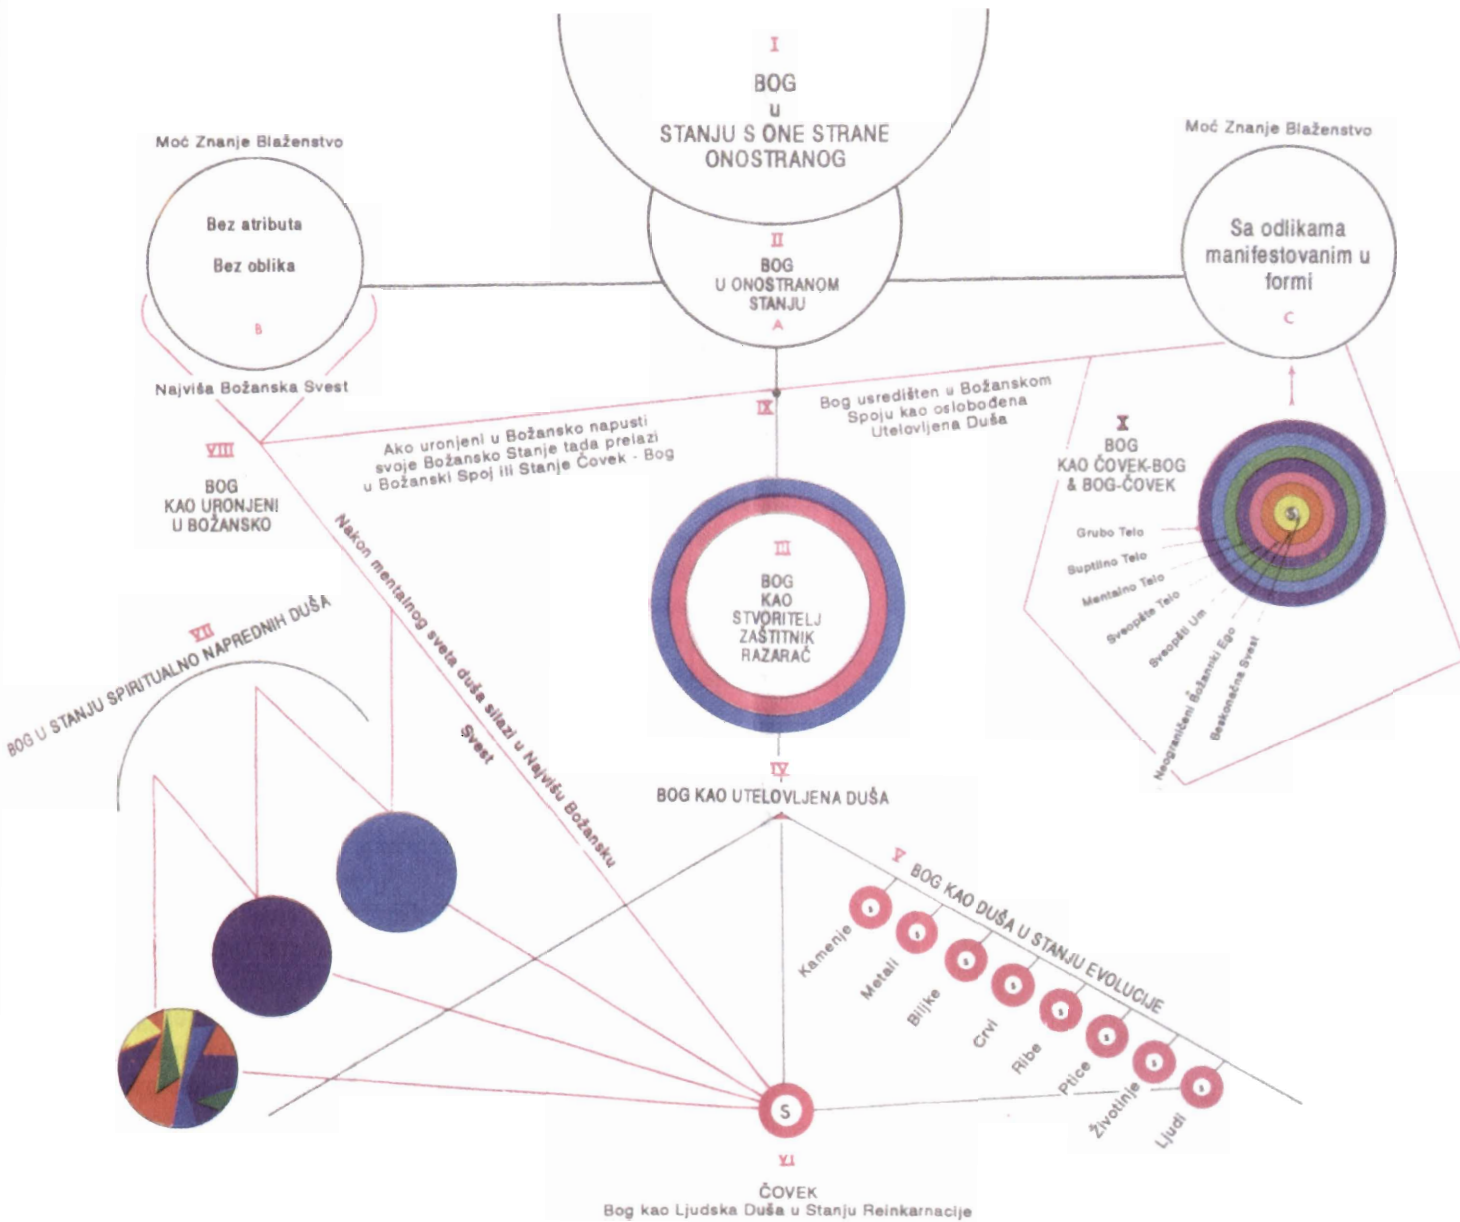 I
BOG
u
STANJU S ONE STRANE
ONOSTRANOG
Moć Znanje Blaženstvo
Bez atributa
Bez oblika
B
Najviša Božanska Svest
II
BOG
U ONOSTRANOM
STANJU
A
Moć Znanje Blaženstvo
Sa odlikama
manifestovanim u
formi
C
VIII
BOG
KAO URONJENI
U BOŽANSKO
Ako uronjeni u Božansko napusti
svoje Božansko Stanje tada prelazi
u Božanski Spoj ili Stanje Čovek - Bog
IX
Bog usredišten u Božanskom
Spoju kao oslobođena
Utelovljena Duša
X
BOG
KAO ČOVEK-BOG
& BOG-ČOVEK
S
Grubo Telo
Suptilno Telo
Mentalno Telo
Sveopšte Telo
Sveopšti Um
Neograničeni Božanski Ego
Beskonačna Svest
III
BOG
KAO
STVORITELJ
ZAŠTITNIK
RAZARAČ
Nakon mentalnog sveta duša silazi u Najvišu Božansku
Svest
VII
BOG U STANJU SPIRITUALNO NAPREDNIH DUŠA
IV
BOG KAO UTELOVLJENA DUŠA
V
BOG KAO DUŠA U STANJU EVOLUCIJE
S
Kamenje
S
Metali
S
Biljke
S
Crvi
S
Ribe
S
Ptice
S
Životinje
S
Ljudi
S
VI
ČOVEK
Bog kao Ljudska Duša u Stanju Reinkarnacije